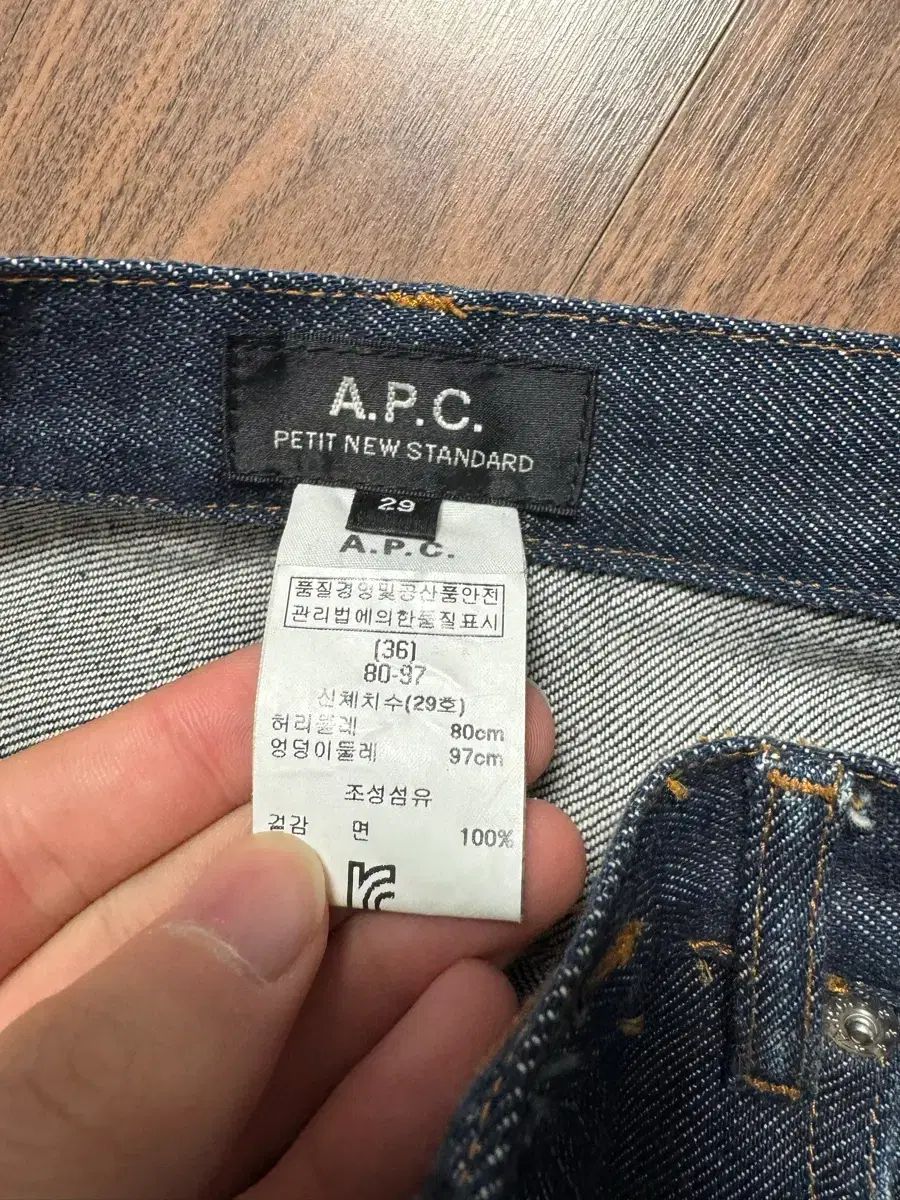 A.P.C.
PETIT NEW STANDARD
29
A.P.C.
품질경영및공산품안전
관리법에의한품질표시
(36)
80-97
신체치수(29호)
허리둘레 80cm
엉덩이둘레 97cm
조성섬유
겉감 면 100%